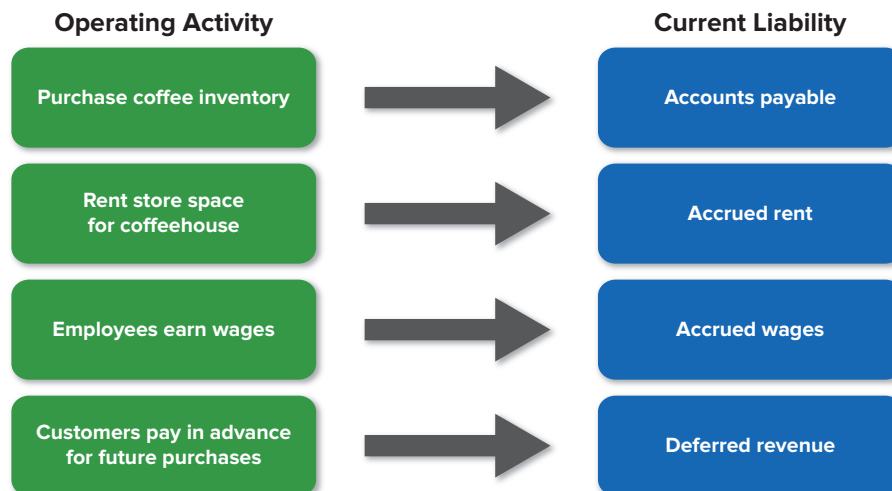 Operating Activity
Current Liability
Purchase coffee inventory
Accounts payable
Rent store space
for coffeehouse
Accrued rent
Employees earn wages
Accrued wages
Customers pay in advance
for future purchases
Deferred revenue